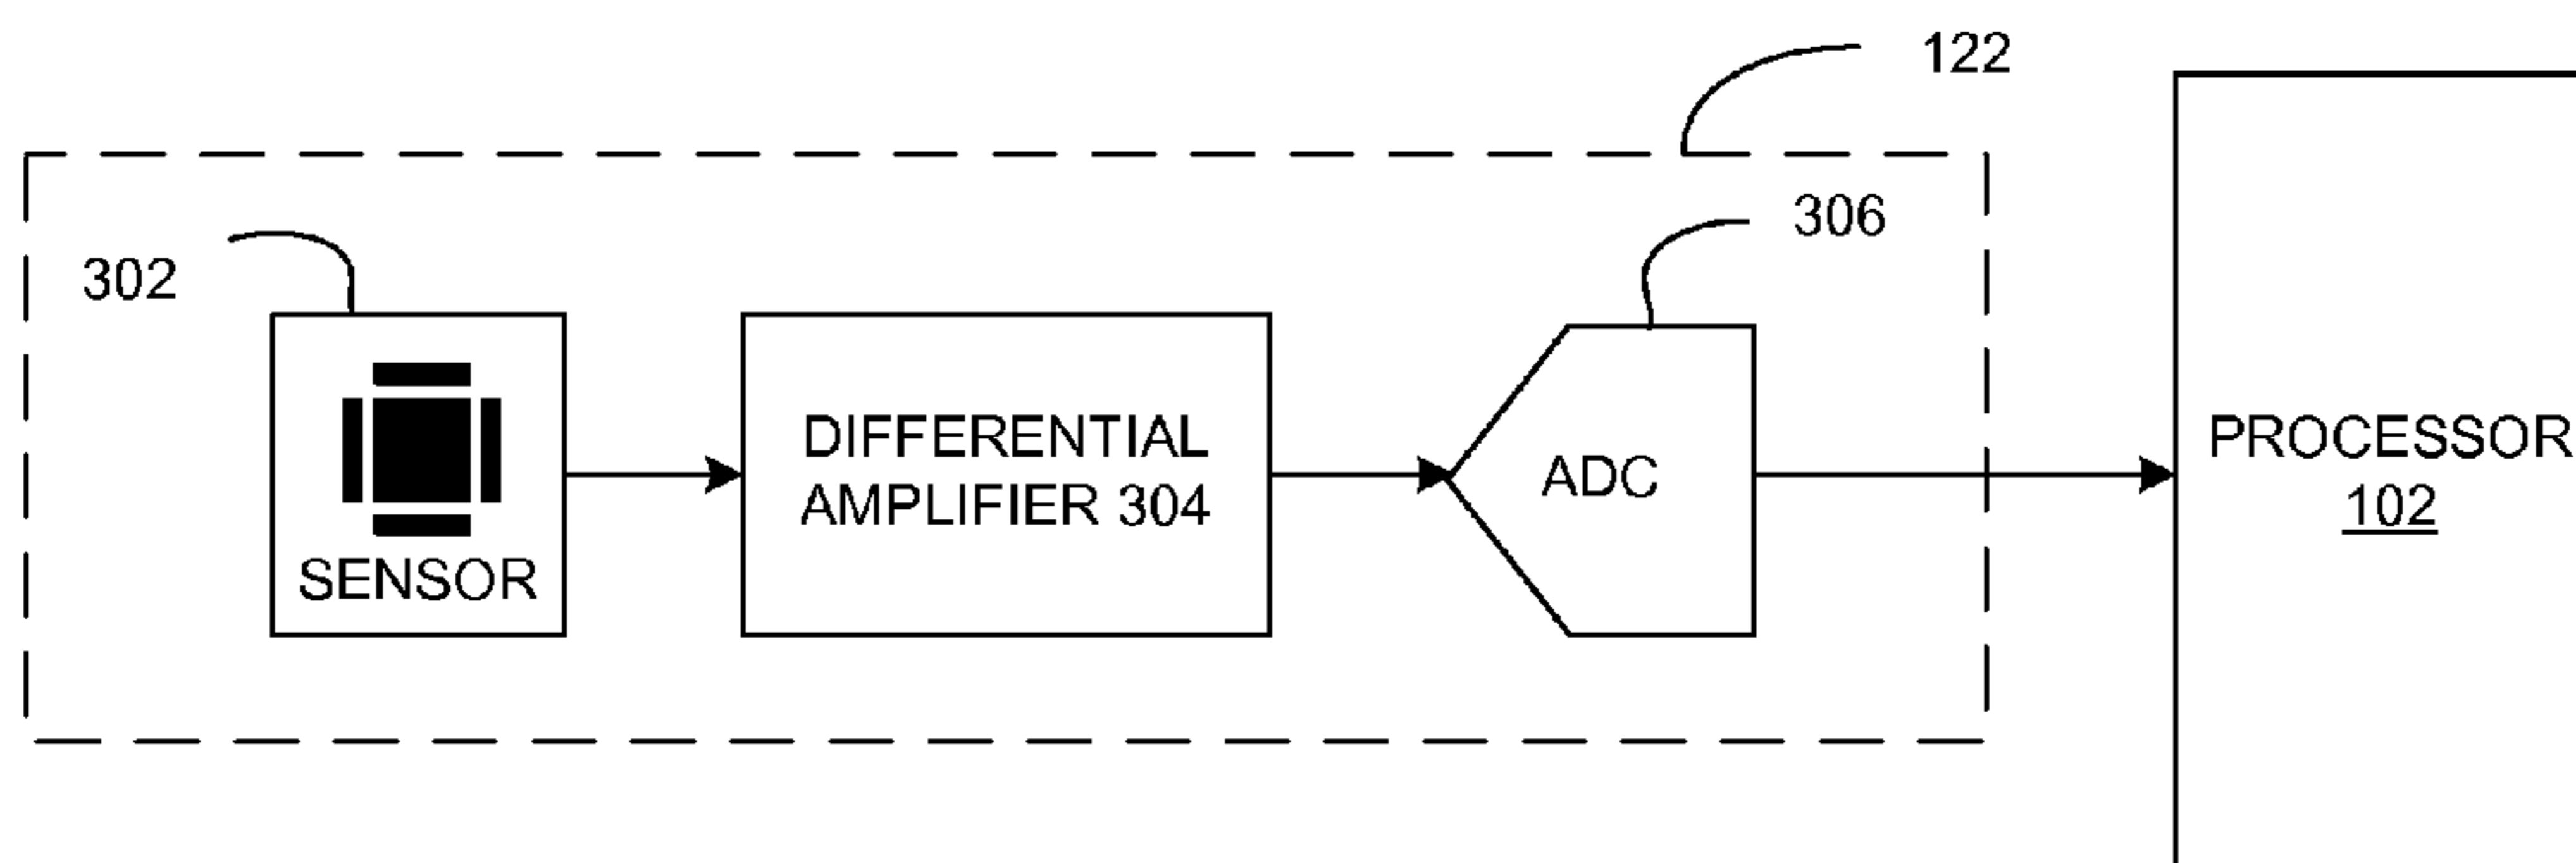 122
306
302
SENSOR
DIFFERENTIAL
AMPLIFIER 304
ADC
PROCESSOR
102